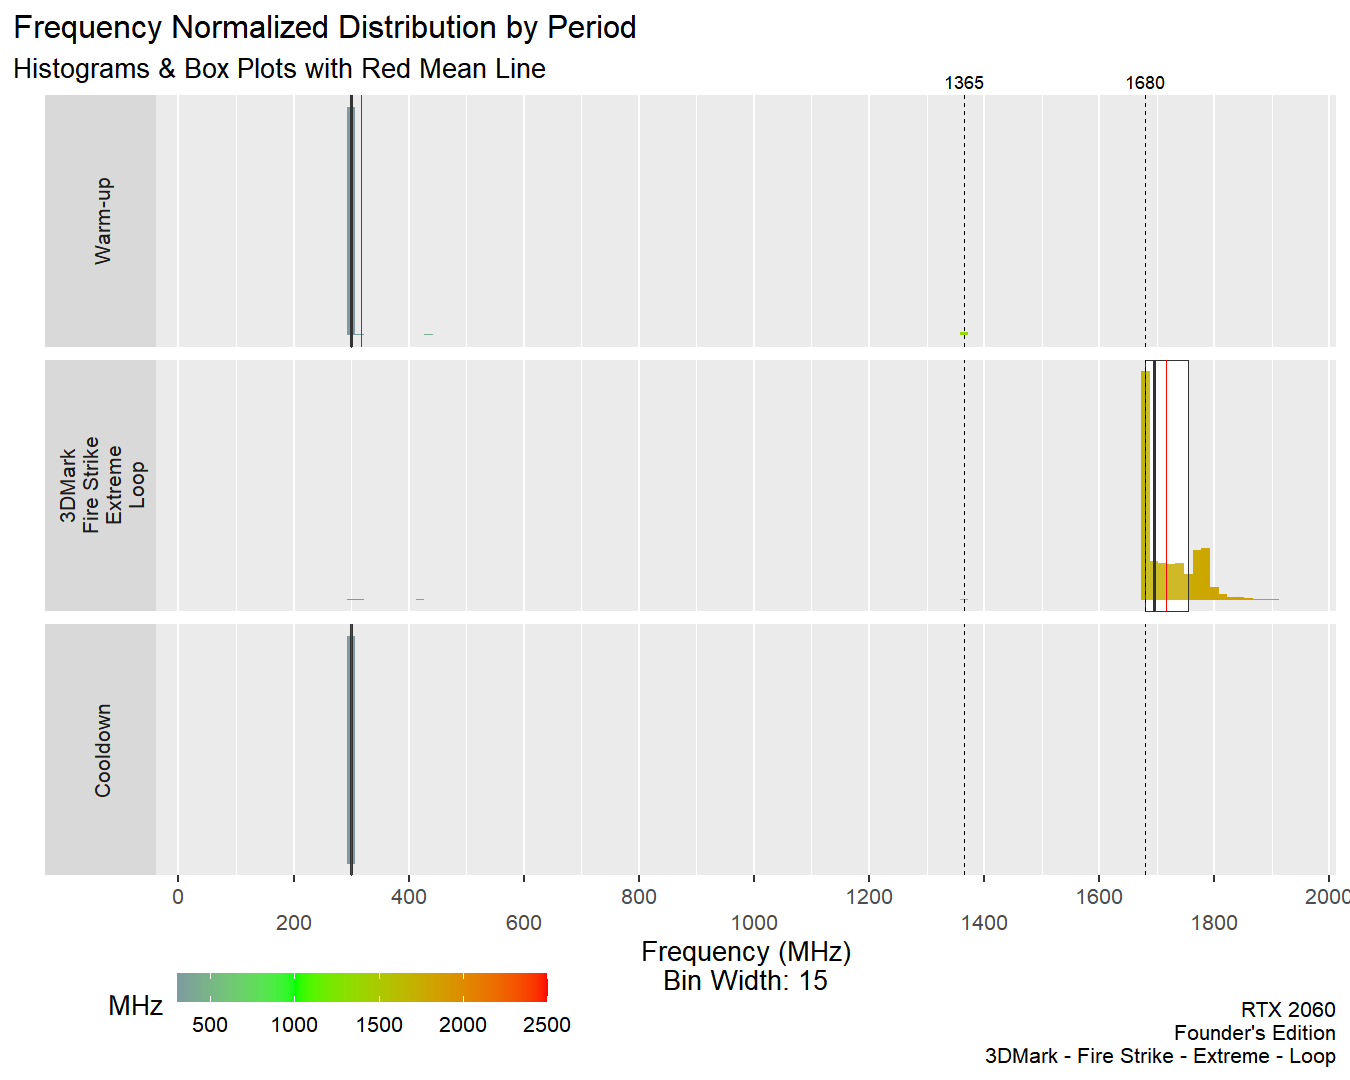 Frequency Normalized Distribution by Period
Histograms & Box Plots with Red Mean Line
1365
1680
Warm-up
3DMark
Fire Strike
Extreme
Loop
Cooldown
0
400
800
1200
1600
2000
200
600
1000
1400
1800
Frequency (MHz)
Bin Width: 15
MHz
500
1000
1500
2000
2500
RTX 2060
Founder's Edition
3DMark - Fire Strike - Extreme - Loop